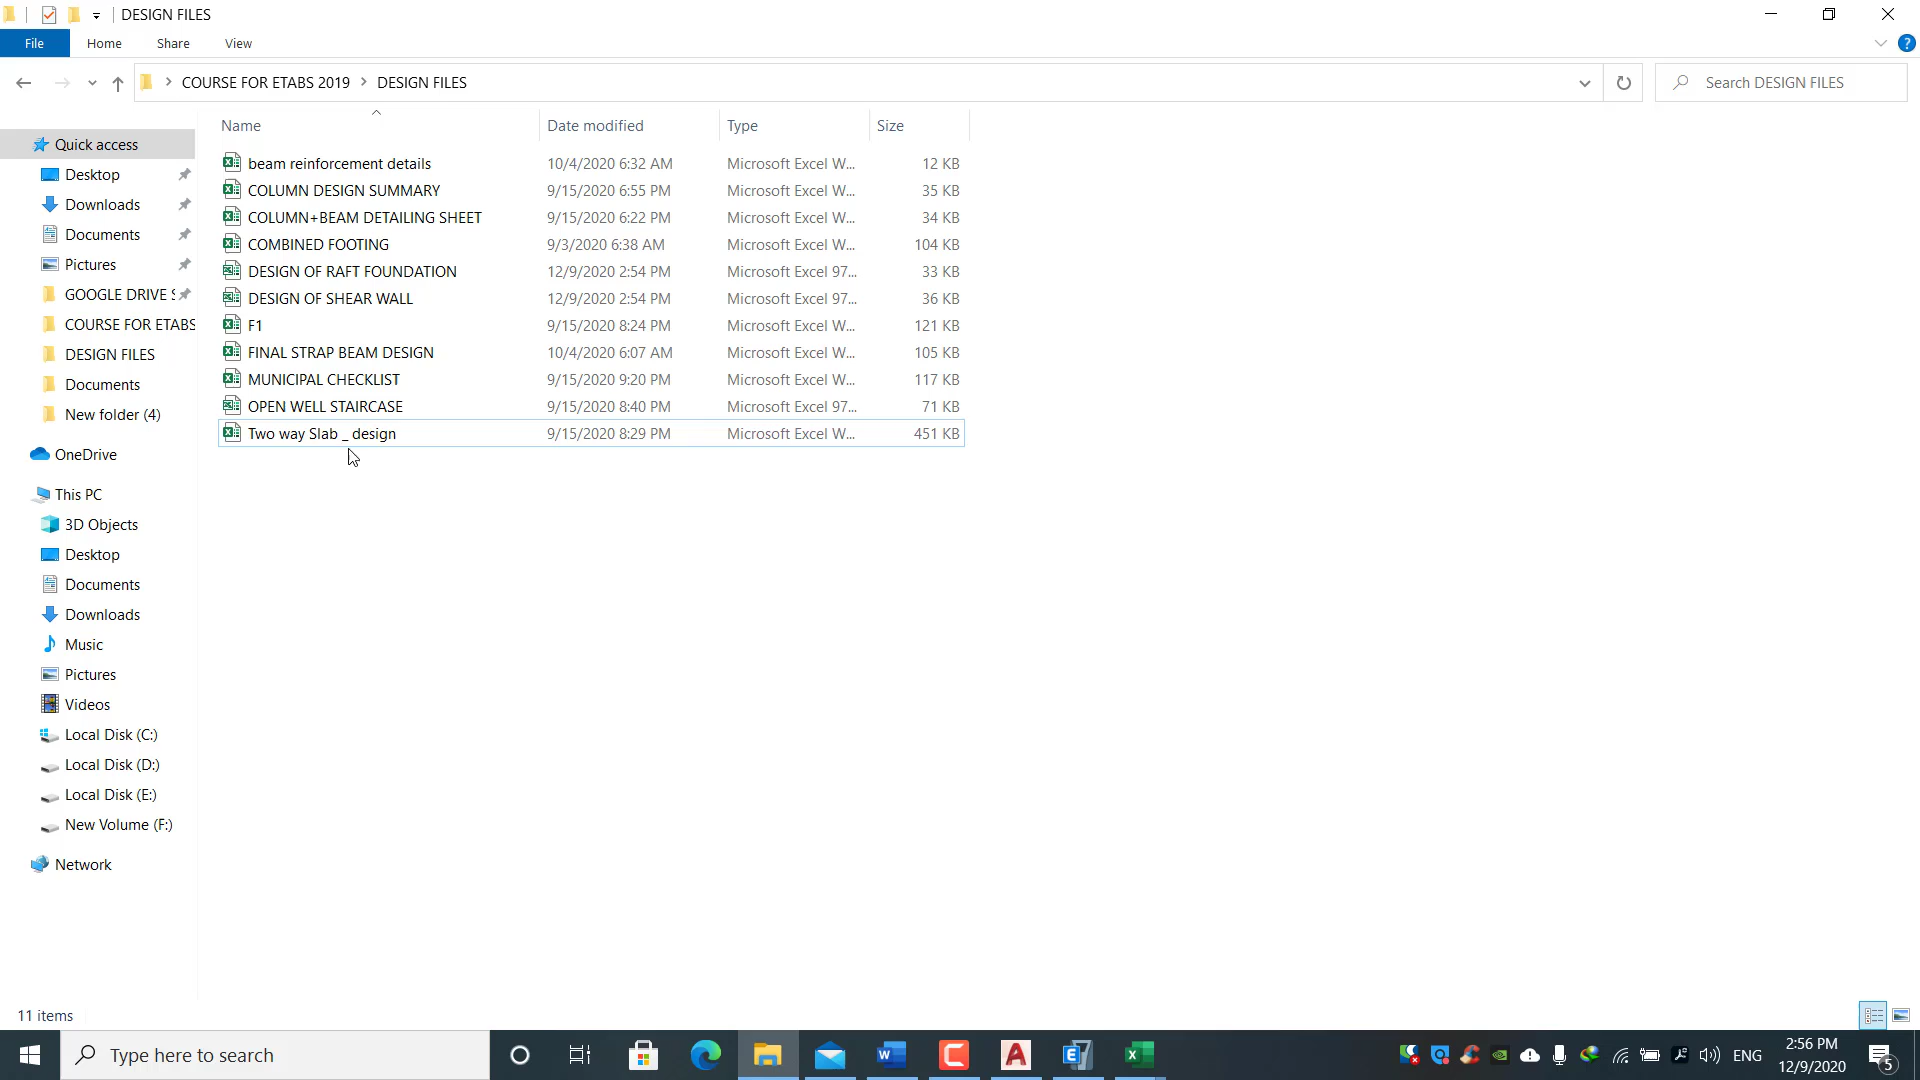 DESIGN FILES
File Home Share View
COURSE FOR ETABS 2019 DESIGN FILES Search DESIGN FILES
Name Date modified Type Size
Quick access
Desktop
Downloads
Documents
Pictures
GOOGLE DRIVE S
COURSE FOR ETABS
DESIGN FILES
Documents
New folder (4)
OneDrive
This PC
3D Objects
Desktop
Documents
Downloads
Music
Pictures
Videos
Local Disk (C:)
Local Disk (D:)
Local Disk (E:)
New Volume (F:)
Network
beam reinforcement details 10/4/2020 6:32 AM Microsoft Excel W... 12 KB
COLUMN DESIGN SUMMARY 9/15/2020 6:55 PM Microsoft Excel W... 35 KB
COLUMN+BEAM DETAILING SHEET 9/15/2020 6:22 PM Microsoft Excel W... 34 KB
COMBINED FOOTING 9/3/2020 6:38 AM Microsoft Excel W... 104 KB
DESIGN OF RAFT FOUNDATION 12/9/2020 2:54 PM Microsoft Excel 97... 33 KB
DESIGN OF SHEAR WALL 12/9/2020 2:54 PM Microsoft Excel 97... 36 KB
F1 9/15/2020 8:24 PM Microsoft Excel W... 121 KB
FINAL STRAP BEAM DESIGN 10/4/2020 6:07 AM Microsoft Excel W... 105 KB
MUNICIPAL CHECKLIST 9/15/2020 9:20 PM Microsoft Excel W... 117 KB
OPEN WELL STAIRCASE 9/15/2020 8:40 PM Microsoft Excel 97... 71 KB
Two way Slab _ design 9/15/2020 8:29 PM Microsoft Excel W... 451 KB
11 items
Type here to search
ENG
2:56 PM
12/9/2020
5